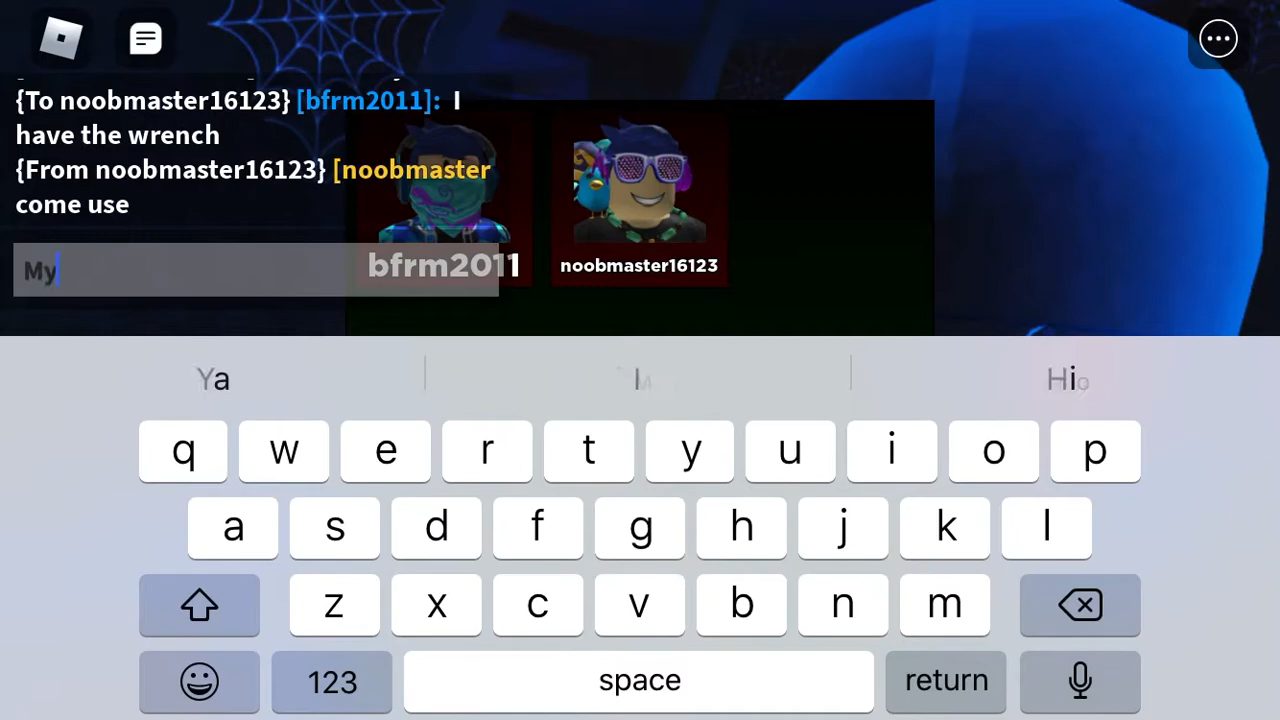 {To noobmaster16123} [bfrm2011]: I
have the wrench
{From noobmaster16123} [noobmaster
come use
My
bfrm2011
noobmaster16123
Ya
Hi
q w e r t y u i o p
a s d f g h j k l
z x c v b n m
123 space return